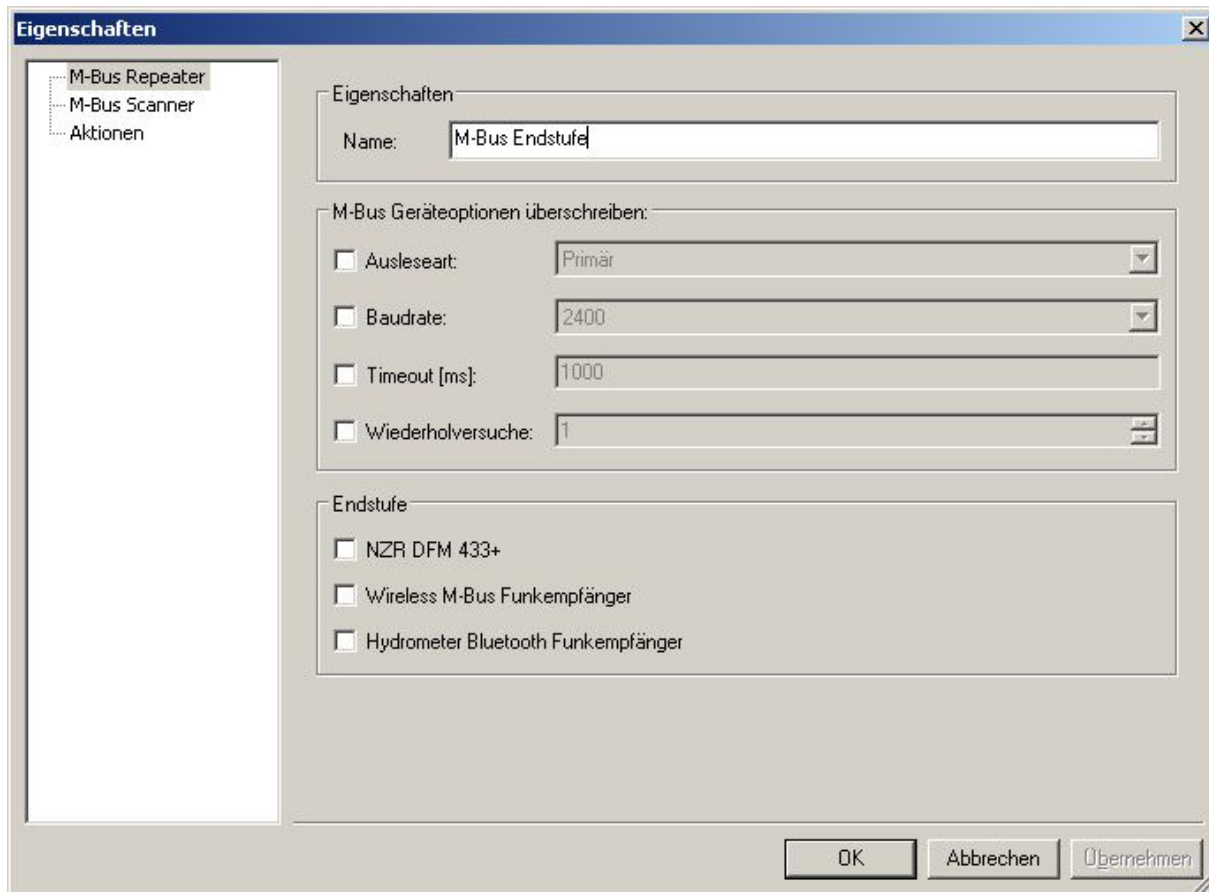 Eigenschaften
M-Bus Repeater
M-Bus Scanner
Aktionen
Eigenschaften
Name: M-Bus Endstufe
M-Bus Geräteoptionen überschreiben:
Ausleseart: Primär
Baudrate: 2400
Timeout [ms]: 1000
Wiederholversuche: 1
Endstufe
NZR DFM 433+
Wireless M-Bus Funkempfänger
Hydrometer Bluetooth Funkempfänger
OK Abbrechen Übernehmen